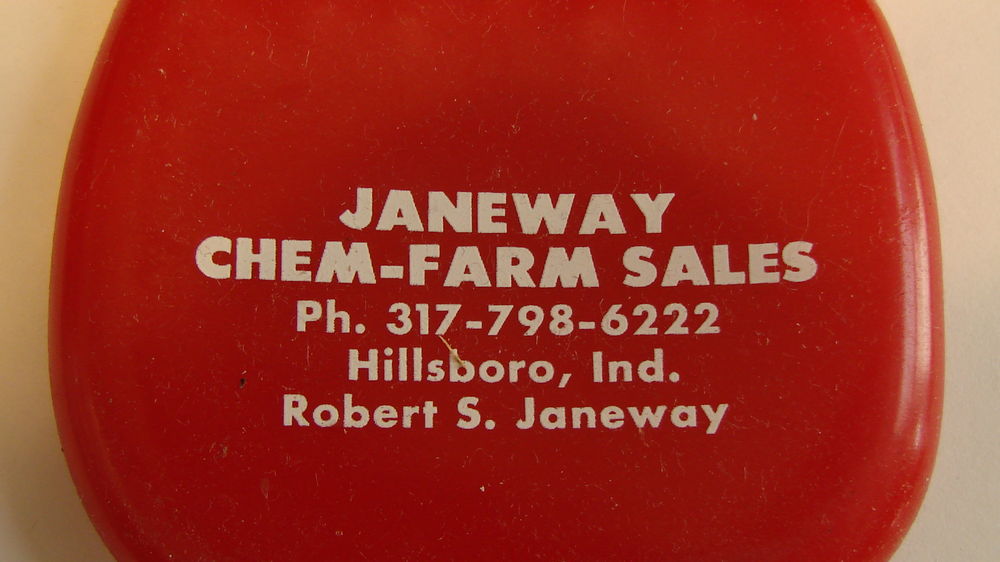 JANEWAY
CHEM-FARM SALES
Ph. 317-798-6222
Hillsboro, Ind.
Robert S. Janeway